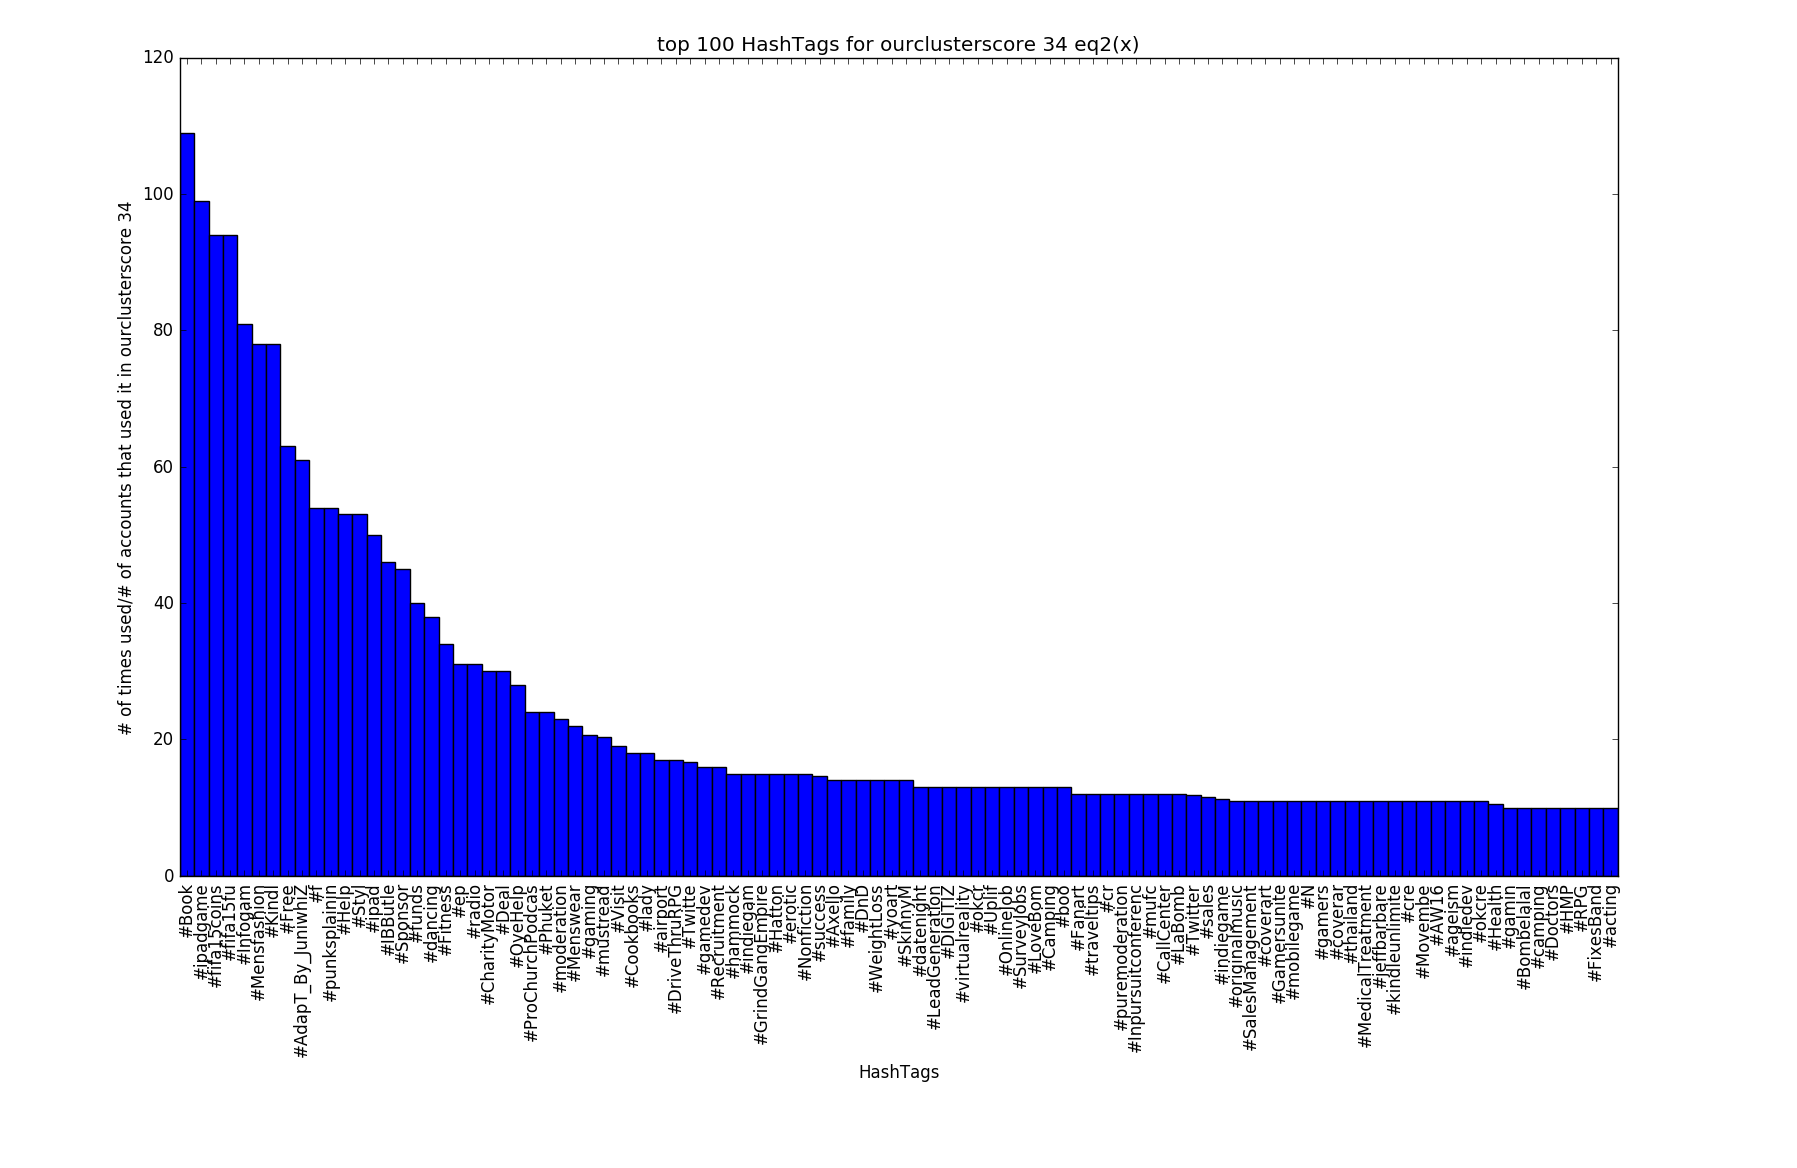 top 100 HashTags for ourclusterscore 34 eq2(x)
120
100
80
60
40
20
0
# of times used/# of accounts that used it in ourclusterscore 34
#Book
#ipadgame
#fifa15coins
#fifa15fu
#Infogam
#Mensfashion
#Kindl
#Free
#AdapT_By_JuniwhiZ
#f
#punksplainin
#Help
#Styl
#ipad
#IBButle
#Sponsor
#funds
#dancing
#Fitness
#ep
#radio
#CharityMotor
#Deal
#OyeHelp
#ProChurchPodcas
#Phuket
#moderation
#Menswear
#gaming
#mustread
#Visit
#Cookbooks
#lady
#airport
#DriveThruRPG
#Twitte
#gamedev
#Recruitment
#hammock
#indiegam
#GrindGangEmpire
#Hatton
#erotic
#Nonfiction
#success
#Axello
#family
#DnD
#WeightLoss
#yoart
#SkinnyM
#datenight
#LeadGeneration
#DIGITIZ
#virtualreality
#okcr
#Uplif
#OnlineJob
#SurveyJobs
#LoveBom
#Camping
#boo
#Fanart
#traveltips
#cr
#puremoderation
#Inpursuitconferenc
#mufc
#CallCenter
#LaBomb
#Twitter
#sales
#indiegame
#originalmusic
#SalesManagement
#coverart
#Gamersunite
#mobilegame
#N
#gamers
#coverar
#thailand
#MedicalTreatment
#jeffbarbare
#kindleunlimite
#cre
#Movembe
#AW16
#ageism
#indiedev
#okcre
#Health
#gamin
#Bombelalal
#camping
#Doctors
#HMP
#RPG
#FixesBand
#acting
HashTags